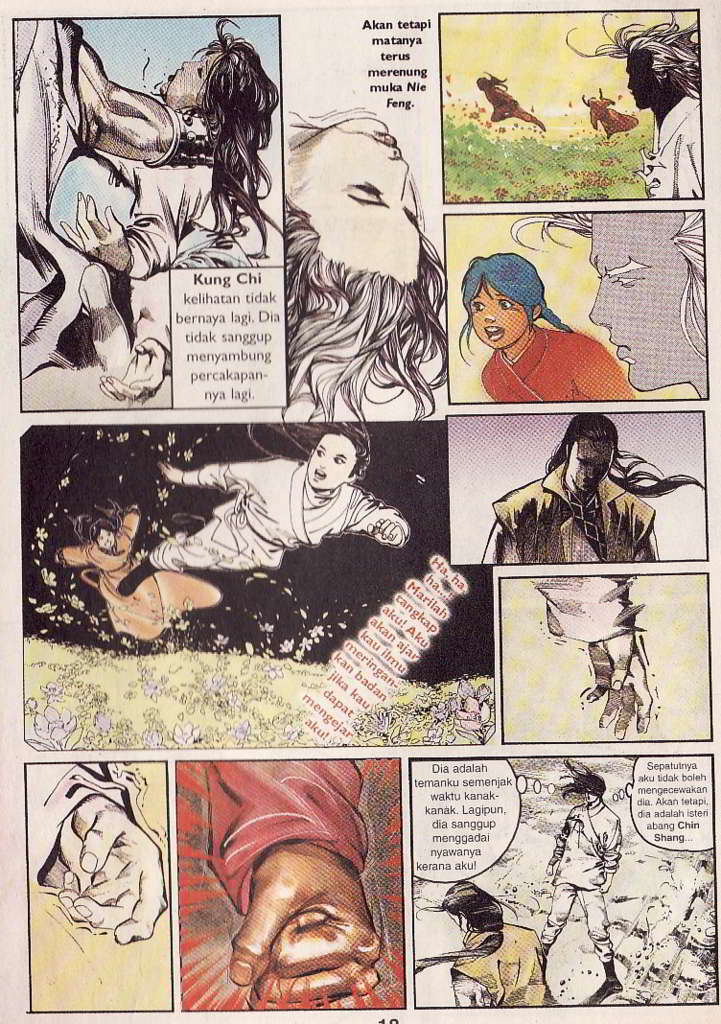 Kung Chi
kelihatan tidak
bernaya lagi. Dia
tidak sanggup
menyambung
percakapan-
nya lagi.
Akan tetapi
matanya
terus
merenung
muka Nie
Feng.
Ha, ha
ha...
Marilah
tangkap
aku! Aku
akan ajar
kau ilmu
meringan-
kan badan
jika kau
dapat
mengejar
aku!
Dia adalah
temanku semenjak
waktu kanak-
kanak. Lagipun,
dia sanggup
menggadai
nyawanya
kerana aku!
Sepatutnya
aku tidak boleh
mengecewakan
dia. Akan tetapi,
dia adalah isteri
abang Chin
Shang...